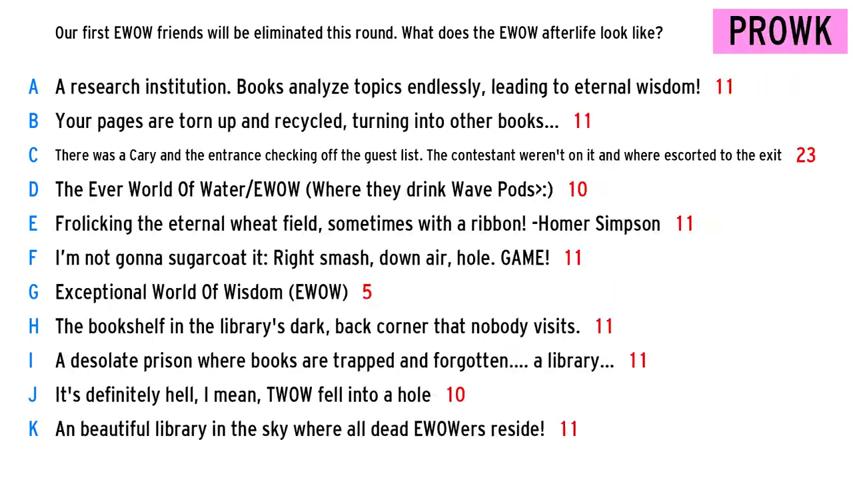 Our first EWOW friends will be eliminated this round. What does the EWOW afterlife look like?
PROWK
A A research institution. Books analyze topics endlessly, leading to eternal wisdom! 11
B Your pages are torn up and recycled, turning into other books... 11
C There was a Cary and the entrance checking off the guest list. The contestant weren't on it and where escorted to the exit 23
D The Ever World Of Water/EWOW (Where they drink Wave Pods>:) 10
E Frolicking the eternal wheat field, sometimes with a ribbon! -Homer Simpson 11
F I'm not gonna sugarcoat it: Right smash, down air, hole. GAME! 11
G Exceptional World Of Wisdom (EWOW) 5
H The bookshelf in the library's dark, back corner that nobody visits. 11
I A desolate prison where books are trapped and forgotten.... a library... 11
J It's definitely hell, I mean, TWOW fell into a hole 10
K An beautiful library in the sky where all dead EWOWers reside! 11